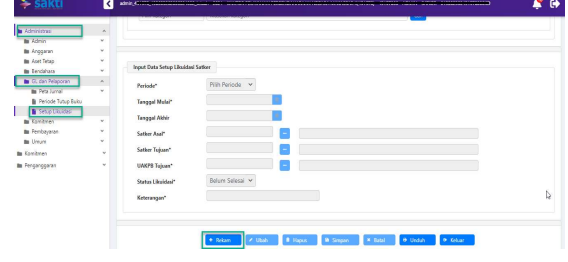 sakti
Administrasi
Admin
Anggaran
Aset Tetap
Bendahara
GL dan Pelaporan
Peta Jurnal
Periode Tutup Buku
Setup Likuidasi
Komitmen
Pembayaran
Umum
Komitmen
Penganggaran
Input Data Setup Likuidasi Satker
Periode* Pilih Periode
Tanggal Mulai*
Tanggal Akhir
Satker Asal*
Satker Tujuan*
UAKPB Tujuan*
Status Likuidasi* Belum Selesai
Keterangan*
Rekam Ubah Hapus Simpan Batal Unduh Keluar